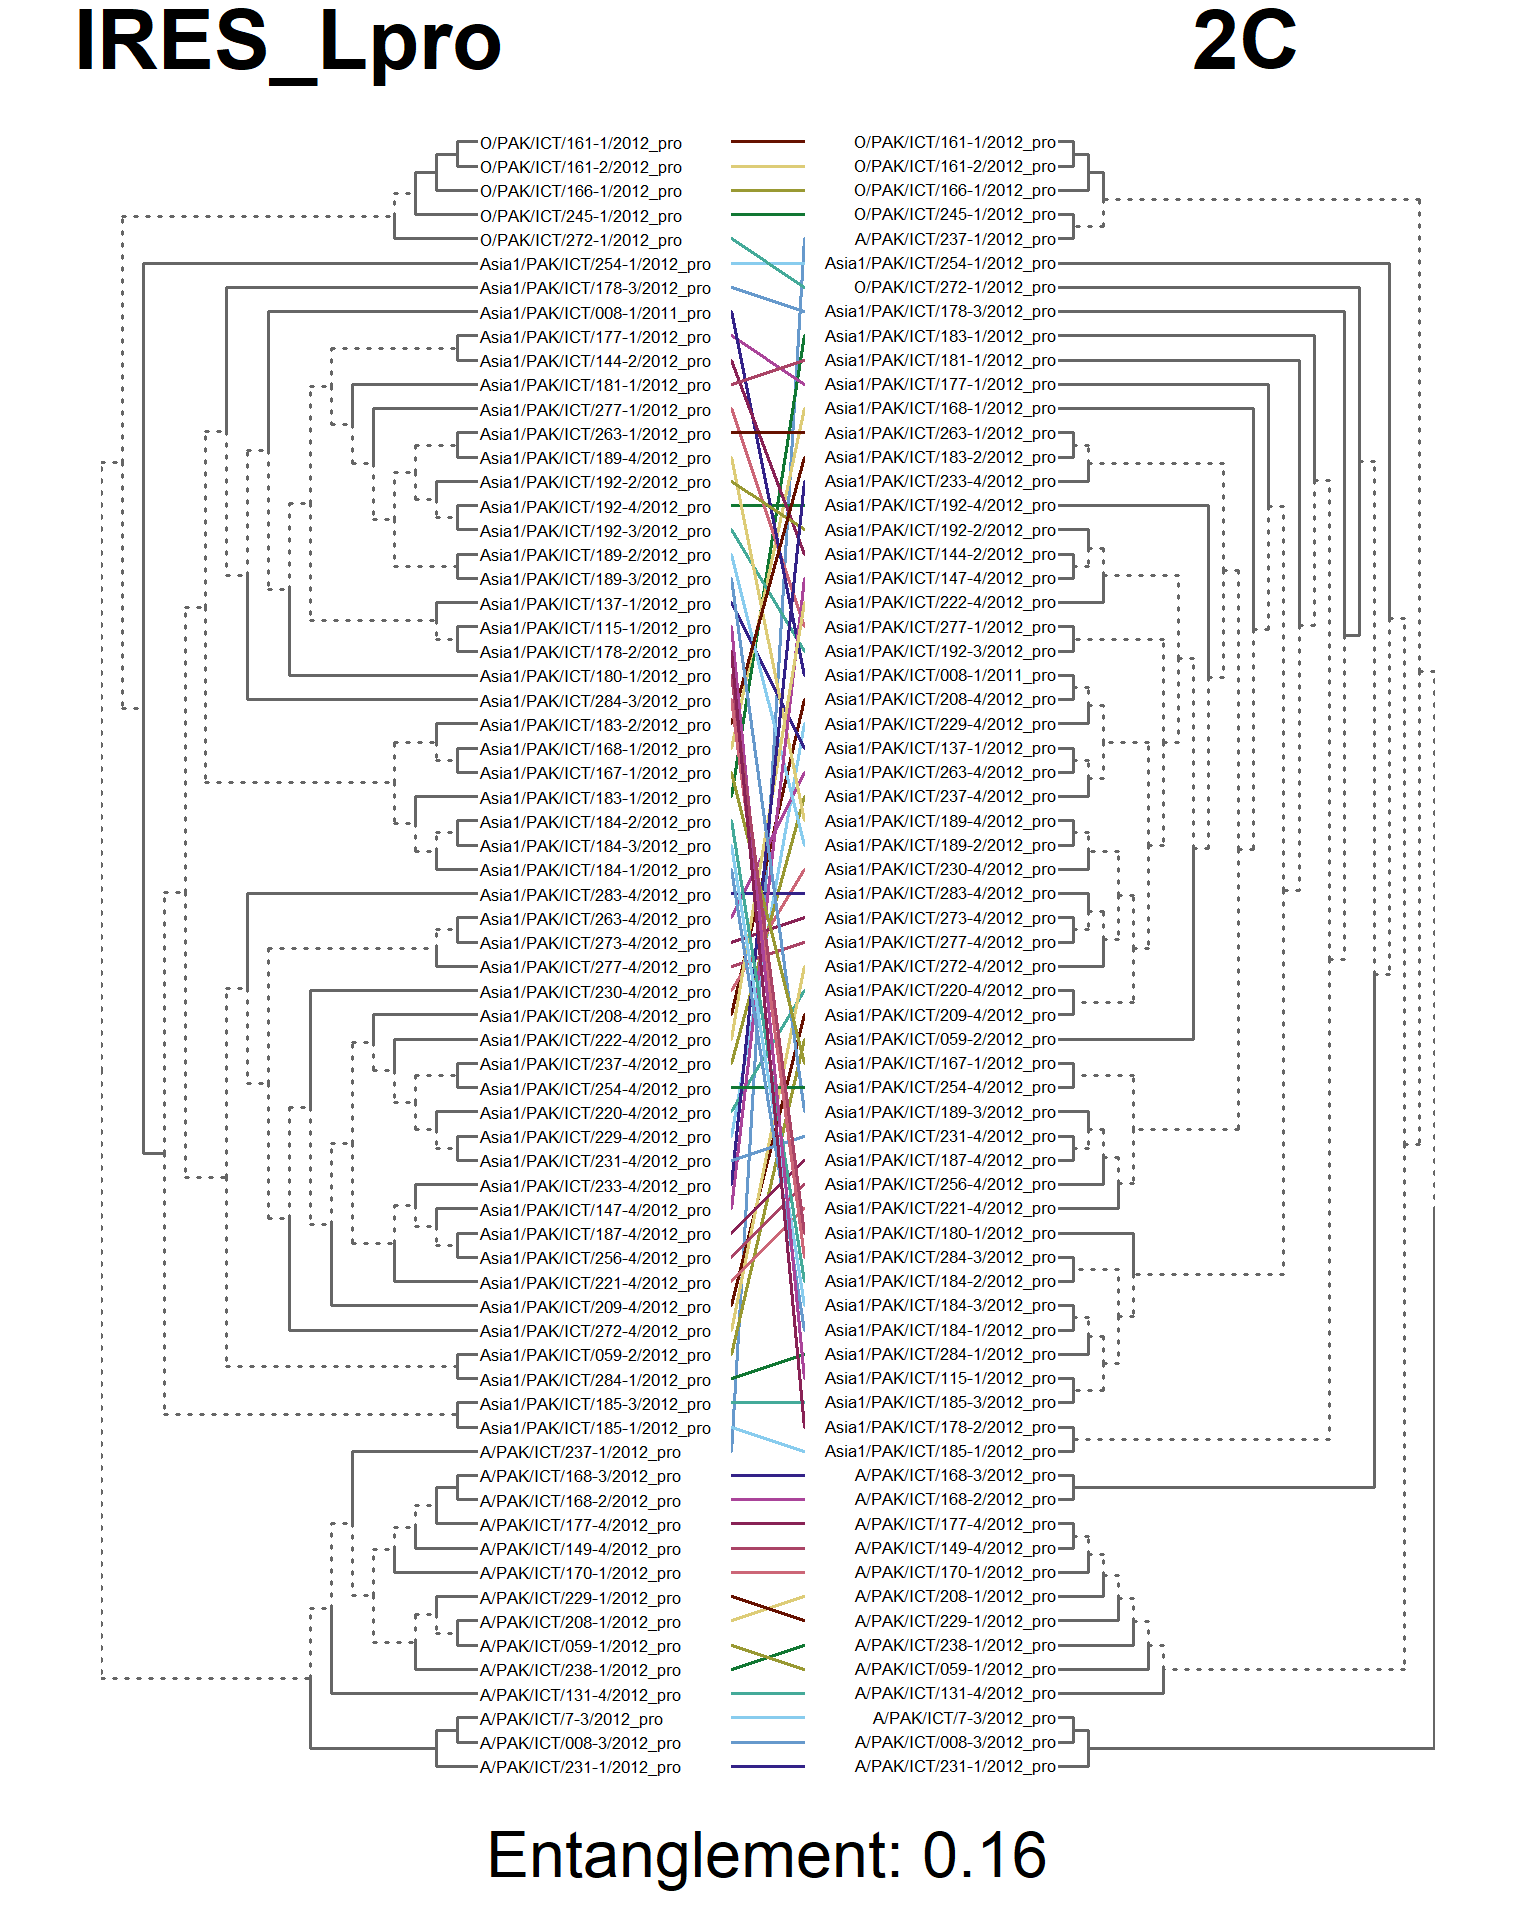 IRES_Lpro 2C
O/PAK/ICT/161-1/2012_pro O/PAK/ICT/161-1/2012_pro
O/PAK/ICT/161-2/2012_pro O/PAK/ICT/161-2/2012_pro
O/PAK/ICT/166-1/2012_pro O/PAK/ICT/166-1/2012_pro
O/PAK/ICT/245-1/2012_pro O/PAK/ICT/245-1/2012_pro
O/PAK/ICT/272-1/2012_pro A/PAK/ICT/237-1/2012_pro
Asia1/PAK/ICT/254-1/2012_pro Asia1/PAK/ICT/254-1/2012_pro
Asia1/PAK/ICT/178-3/2012_pro O/PAK/ICT/272-1/2012_pro
Asia1/PAK/ICT/008-1/2011_pro Asia1/PAK/ICT/178-3/2012_pro
Asia1/PAK/ICT/177-1/2012_pro Asia1/PAK/ICT/183-1/2012_pro
Asia1/PAK/ICT/144-2/2012_pro Asia1/PAK/ICT/181-1/2012_pro
Asia1/PAK/ICT/181-1/2012_pro Asia1/PAK/ICT/177-1/2012_pro
Asia1/PAK/ICT/277-1/2012_pro Asia1/PAK/ICT/168-1/2012_pro
Asia1/PAK/ICT/263-1/2012_pro Asia1/PAK/ICT/263-1/2012_pro
Asia1/PAK/ICT/189-4/2012_pro Asia1/PAK/ICT/183-2/2012_pro
Asia1/PAK/ICT/192-2/2012_pro Asia1/PAK/ICT/233-4/2012_pro
Asia1/PAK/ICT/192-4/2012_pro Asia1/PAK/ICT/192-4/2012_pro
Asia1/PAK/ICT/192-3/2012_pro Asia1/PAK/ICT/192-2/2012_pro
Asia1/PAK/ICT/189-2/2012_pro Asia1/PAK/ICT/144-2/2012_pro
Asia1/PAK/ICT/189-3/2012_pro Asia1/PAK/ICT/147-4/2012_pro
Asia1/PAK/ICT/137-1/2012_pro Asia1/PAK/ICT/222-4/2012_pro
Asia1/PAK/ICT/115-1/2012_pro Asia1/PAK/ICT/277-1/2012_pro
Asia1/PAK/ICT/178-2/2012_pro Asia1/PAK/ICT/192-3/2012_pro
Asia1/PAK/ICT/180-1/2012_pro Asia1/PAK/ICT/008-1/2011_pro
Asia1/PAK/ICT/284-3/2012_pro Asia1/PAK/ICT/208-4/2012_pro
Asia1/PAK/ICT/183-2/2012_pro Asia1/PAK/ICT/229-4/2012_pro
Asia1/PAK/ICT/168-1/2012_pro Asia1/PAK/ICT/137-1/2012_pro
Asia1/PAK/ICT/167-1/2012_pro Asia1/PAK/ICT/263-4/2012_pro
Asia1/PAK/ICT/183-1/2012_pro Asia1/PAK/ICT/237-4/2012_pro
Asia1/PAK/ICT/184-2/2012_pro Asia1/PAK/ICT/189-4/2012_pro
Asia1/PAK/ICT/184-3/2012_pro Asia1/PAK/ICT/189-2/2012_pro
Asia1/PAK/ICT/184-1/2012_pro Asia1/PAK/ICT/230-4/2012_pro
Asia1/PAK/ICT/283-4/2012_pro Asia1/PAK/ICT/283-4/2012_pro
Asia1/PAK/ICT/263-4/2012_pro Asia1/PAK/ICT/273-4/2012_pro
Asia1/PAK/ICT/273-4/2012_pro Asia1/PAK/ICT/277-4/2012_pro
Asia1/PAK/ICT/277-4/2012_pro Asia1/PAK/ICT/272-4/2012_pro
Asia1/PAK/ICT/230-4/2012_pro Asia1/PAK/ICT/220-4/2012_pro
Asia1/PAK/ICT/208-4/2012_pro Asia1/PAK/ICT/209-4/2012_pro
Asia1/PAK/ICT/222-4/2012_pro Asia1/PAK/ICT/059-2/2012_pro
Asia1/PAK/ICT/237-4/2012_pro Asia1/PAK/ICT/167-1/2012_pro
Asia1/PAK/ICT/254-4/2012_pro Asia1/PAK/ICT/254-4/2012_pro
Asia1/PAK/ICT/220-4/2012_pro Asia1/PAK/ICT/189-3/2012_pro
Asia1/PAK/ICT/229-4/2012_pro Asia1/PAK/ICT/231-4/2012_pro
Asia1/PAK/ICT/231-4/2012_pro Asia1/PAK/ICT/187-4/2012_pro
Asia1/PAK/ICT/233-4/2012_pro Asia1/PAK/ICT/256-4/2012_pro
Asia1/PAK/ICT/147-4/2012_pro Asia1/PAK/ICT/221-4/2012_pro
Asia1/PAK/ICT/187-4/2012_pro Asia1/PAK/ICT/180-1/2012_pro
Asia1/PAK/ICT/256-4/2012_pro Asia1/PAK/ICT/284-3/2012_pro
Asia1/PAK/ICT/221-4/2012_pro Asia1/PAK/ICT/184-2/2012_pro
Asia1/PAK/ICT/209-4/2012_pro Asia1/PAK/ICT/184-3/2012_pro
Asia1/PAK/ICT/272-4/2012_pro Asia1/PAK/ICT/184-1/2012_pro
Asia1/PAK/ICT/059-2/2012_pro Asia1/PAK/ICT/284-1/2012_pro
Asia1/PAK/ICT/284-1/2012_pro Asia1/PAK/ICT/115-1/2012_pro
Asia1/PAK/ICT/185-3/2012_pro Asia1/PAK/ICT/185-3/2012_pro
Asia1/PAK/ICT/185-1/2012_pro Asia1/PAK/ICT/178-2/2012_pro
A/PAK/ICT/237-1/2012_pro Asia1/PAK/ICT/185-1/2012_pro
A/PAK/ICT/168-3/2012_pro A/PAK/ICT/168-3/2012_pro
A/PAK/ICT/168-2/2012_pro A/PAK/ICT/168-2/2012_pro
A/PAK/ICT/177-4/2012_pro A/PAK/ICT/177-4/2012_pro
A/PAK/ICT/149-4/2012_pro A/PAK/ICT/149-4/2012_pro
A/PAK/ICT/170-1/2012_pro A/PAK/ICT/170-1/2012_pro
A/PAK/ICT/229-1/2012_pro A/PAK/ICT/208-1/2012_pro
A/PAK/ICT/208-1/2012_pro A/PAK/ICT/229-1/2012_pro
A/PAK/ICT/059-1/2012_pro A/PAK/ICT/238-1/2012_pro
A/PAK/ICT/238-1/2012_pro A/PAK/ICT/059-1/2012_pro
A/PAK/ICT/131-4/2012_pro A/PAK/ICT/131-4/2012_pro
A/PAK/ICT/7-3/2012_pro A/PAK/ICT/7-3/2012_pro
A/PAK/ICT/008-3/2012_pro A/PAK/ICT/008-3/2012_pro
A/PAK/ICT/231-1/2012_pro A/PAK/ICT/231-1/2012_pro
Entanglement: 0.16